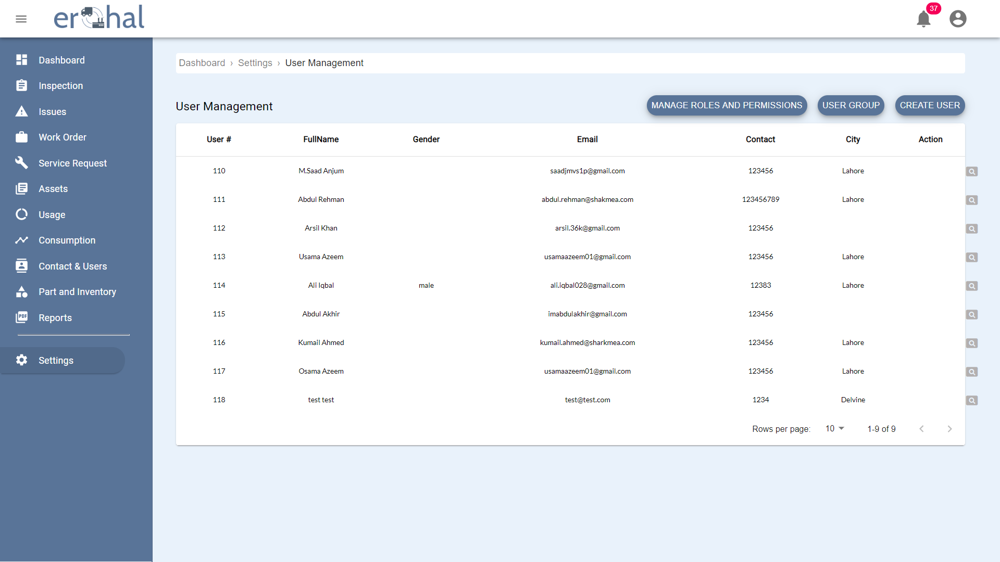 er hal
37
Dashboard
Inspection
Issues
Work Order
Service Request
Assets
Usage
Consumption
Contact & Users
Part and Inventory
PDF Reports
Settings
Dashboard › Settings › User Management
User Management
MANAGE ROLES AND PERMISSIONS USER GROUP CREATE USER
User # FullName Gender Email Contact City Action
110 M.Saad Anjum saadjmvs1p@gmail.com 123456 Lahore
111 Abdul Rehman abdul.rehman@shakmea.com 123456789 Lahore
112 Arsil Khan arsil.36k@gmail.com 123456
113 Usama Azeem usamaazeem01@gmail.com 123456 Lahore
114 Ali Iqbal male ali.iqbal028@gmail.com 12383 Lahore
115 Abdul Akhir imabdulakhir@gmail.com 123456
116 Kumail Ahmed kumail.ahmed@sharkmea.com 123456 Lahore
117 Osama Azeem usamaazeem01@gmail.com 123456 Lahore
118 test test test@test.com 1234 Delvine
Rows per page: 10 1-9 of 9